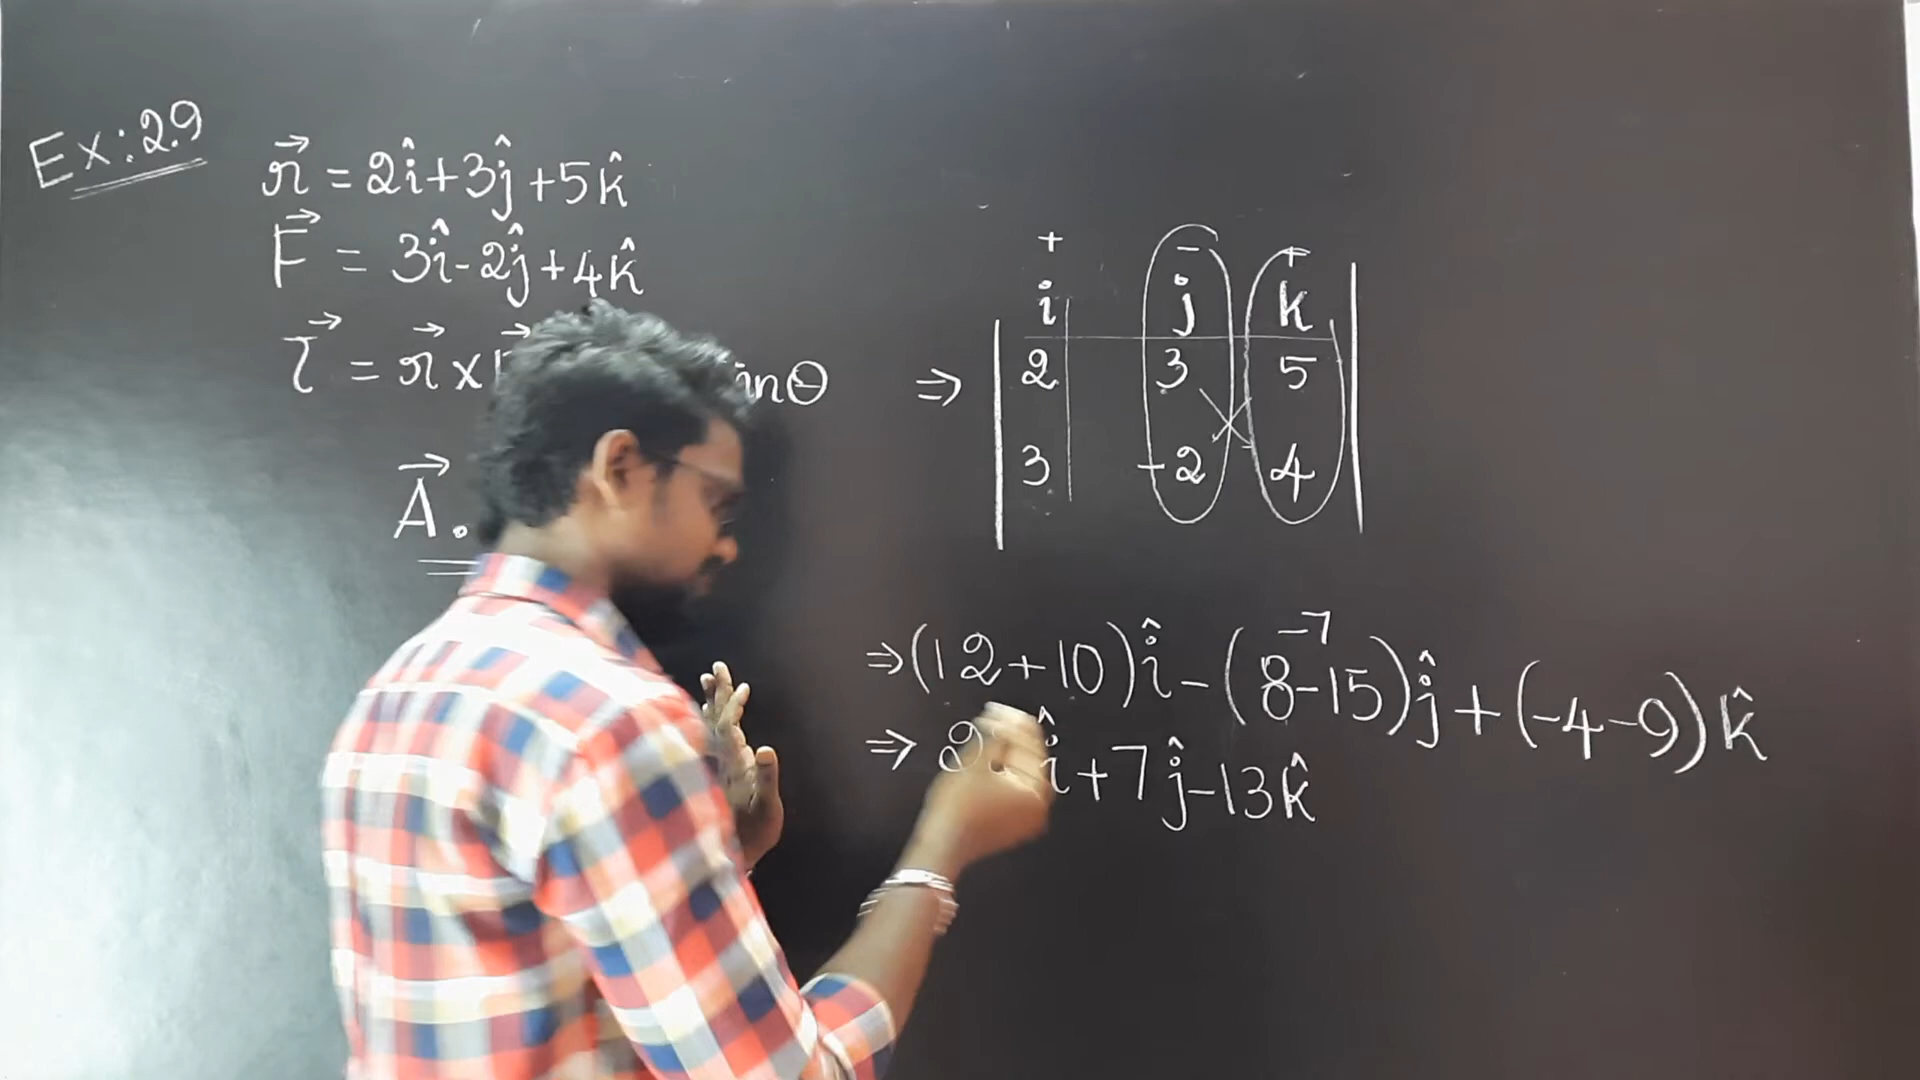 Ex: 2.9
r⃗ = 2î+3ĵ+5k̂
F⃗ = 3î-2ĵ+4k̂
τ⃗ = r⃗ x inθ
A⃗.
⇒
+ - +
i j k
2 3 5
3 -2 4
-7
⇒(12+10)î-(8-15)ĵ+(-4-9)k̂
⇒ 2 î+7ĵ-13k̂